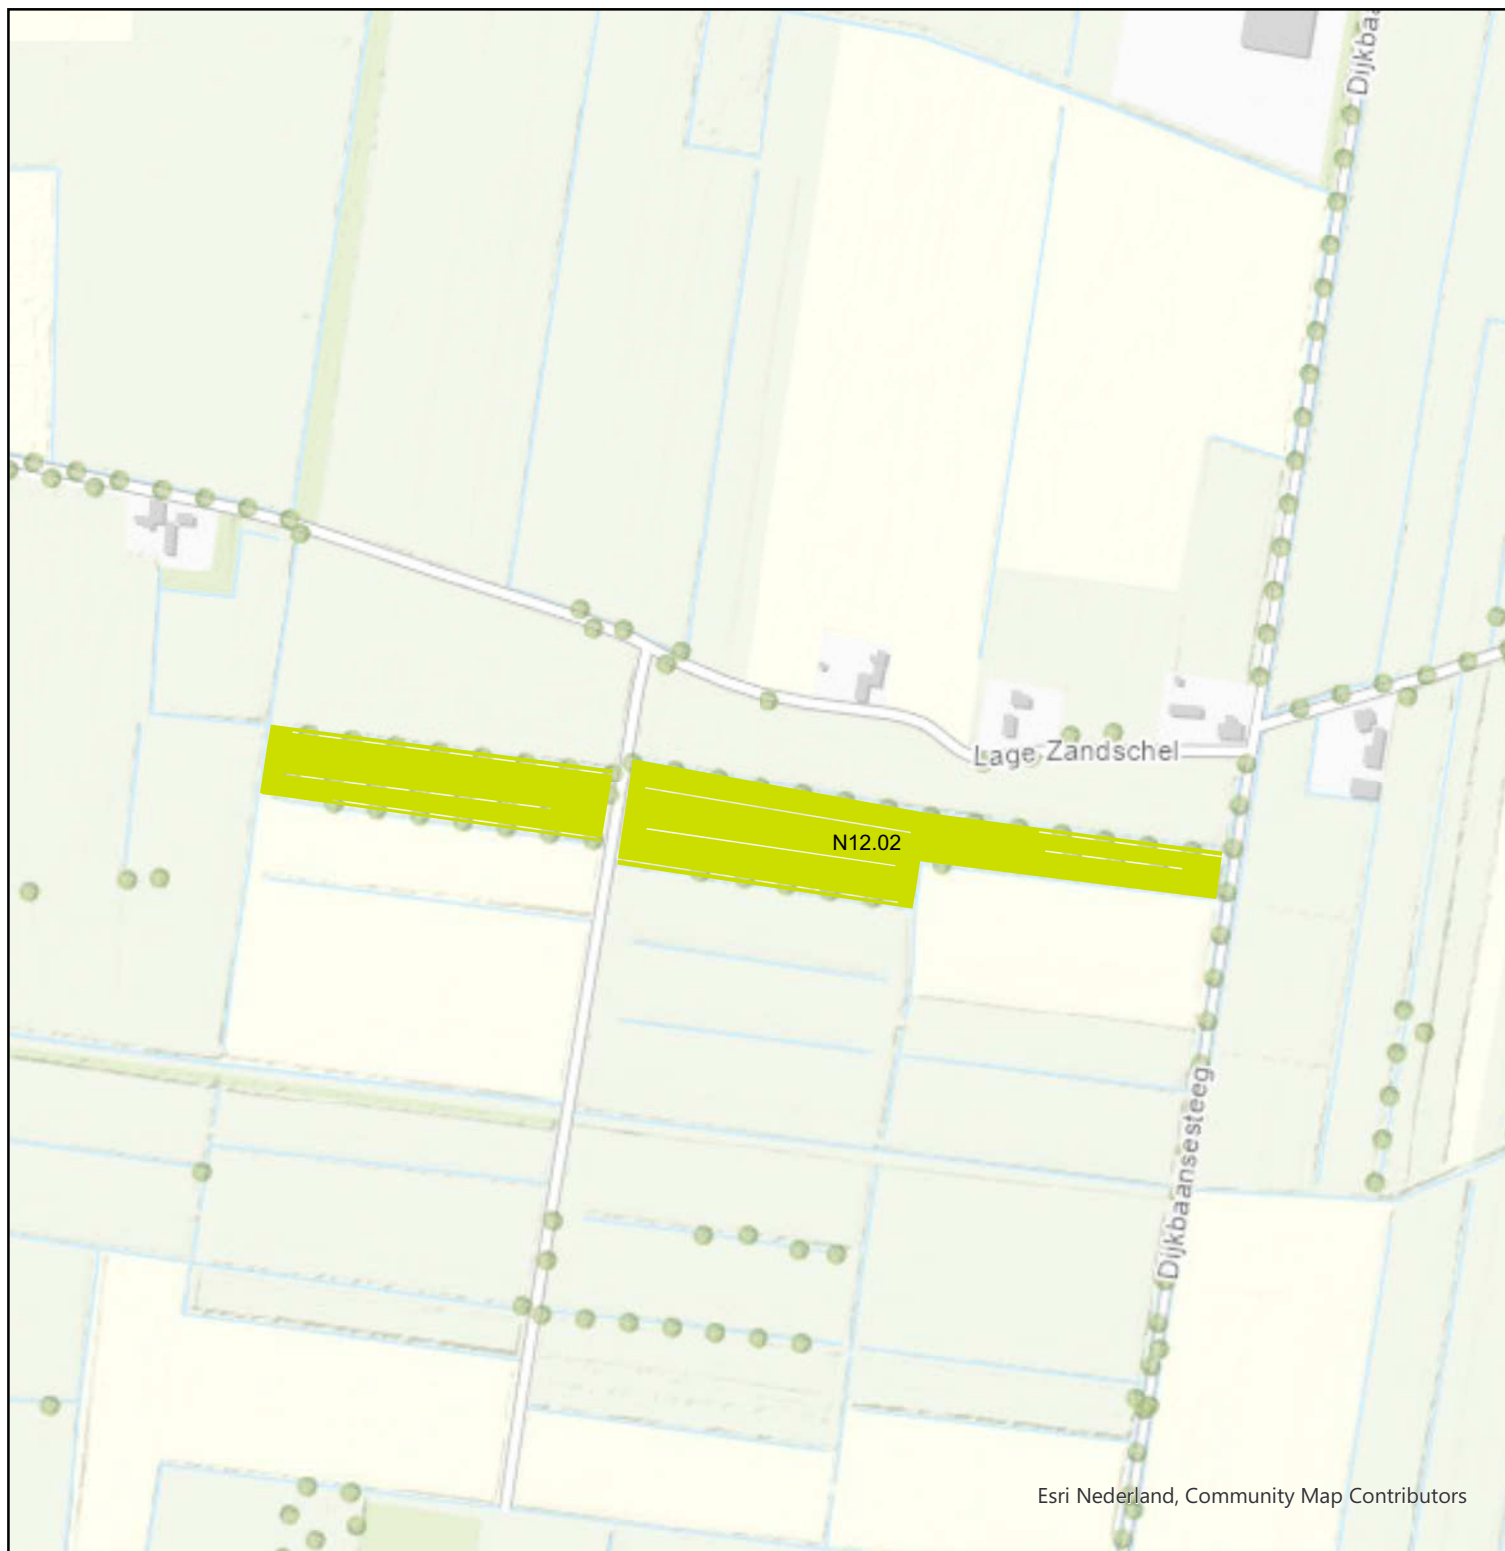 Dijkba
Lage Zandschel
N12.02
Dijkbaansesteeg
Esri Nederland, Community Map Contributors